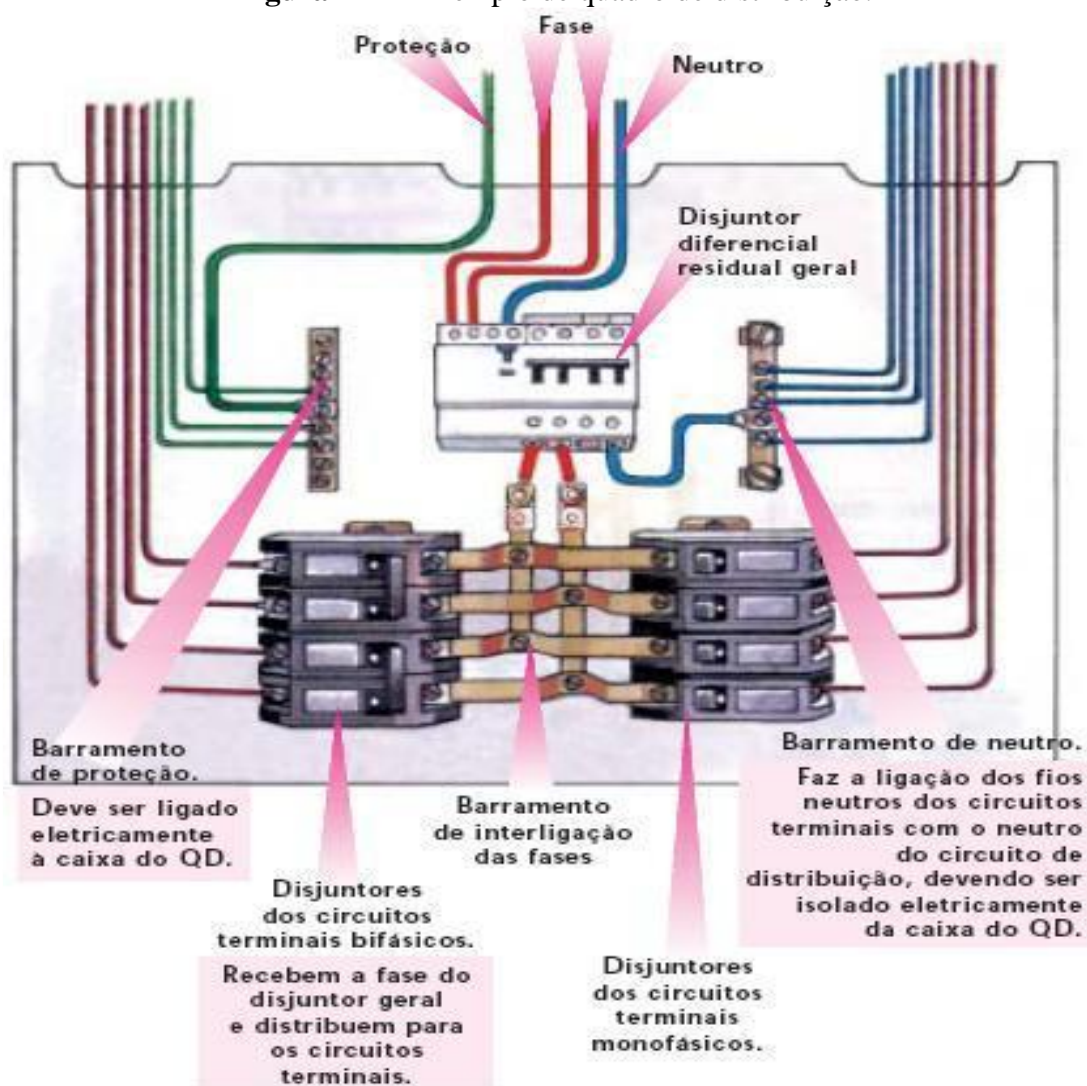 Proteção
Fase
Neutro
Disjuntor
diferencial
residual geral
Barramento
de proteção.
Deve ser ligado
eletricamente
à caixa do QD.
Disjuntores
dos circuitos
terminais bifásicos.
Recebem a fase do
disjuntor geral
e distribuem para
os circuitos
terminais.
Barramento
de interligação
das fases
Disjuntores
dos circuitos
terminais
monofásicos.
Barramento de neutro.
Faz a ligação dos fios
neutros dos circuitos
terminais com o neutro
do circuito de
distribuição, devendo ser
isolado eletricamente
da caixa do QD.